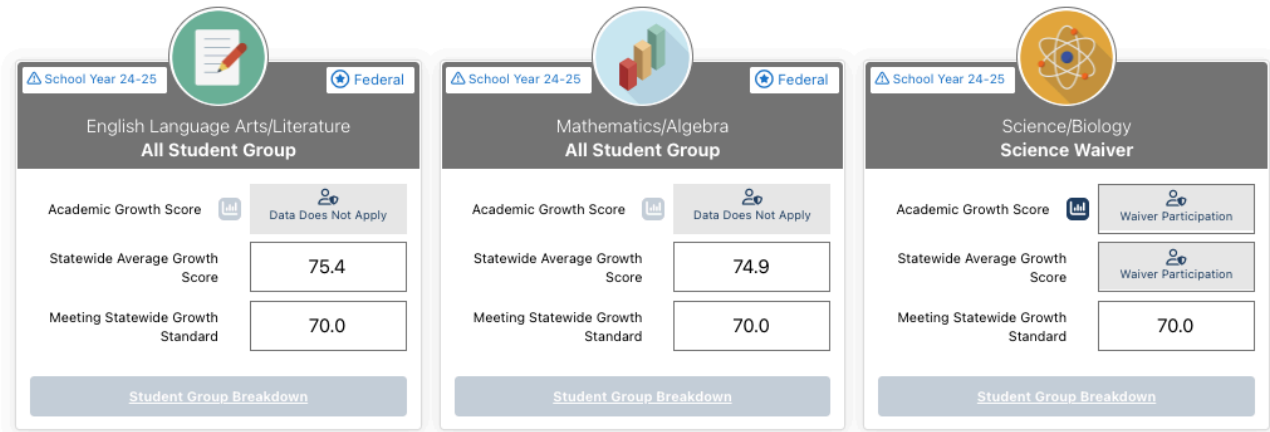 School Year 24-25
Federal
English Language Arts/Literature
All Student Group
Academic Growth Score
Data Does Not Apply
Statewide Average Growth
Score
75.4
Meeting Statewide Growth
Standard
70.0
Student Group Breakdown
School Year 24-25
Federal
Mathematics/Algebra
All Student Group
Academic Growth Score
Data Does Not Apply
Statewide Average Growth
Score
74.9
Meeting Statewide Growth
Standard
70.0
Student Group Breakdown
School Year 24-25
Science/Biology
Science Waiver
Academic Growth Score
Waiver Participation
Statewide Average Growth
Score
Waiver Participation
Meeting Statewide Growth
Standard
70.0
Student Group Breakdown